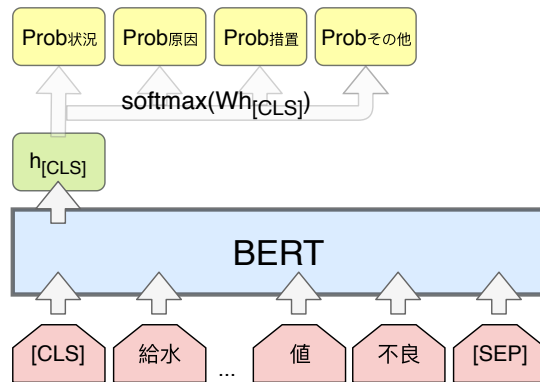 Prob状況 Prob原因 Prob措置 Probその他
softmax(Wh[CLS])
h[CLS]
BERT
[CLS] 給水 ... 値 不良 [SEP]